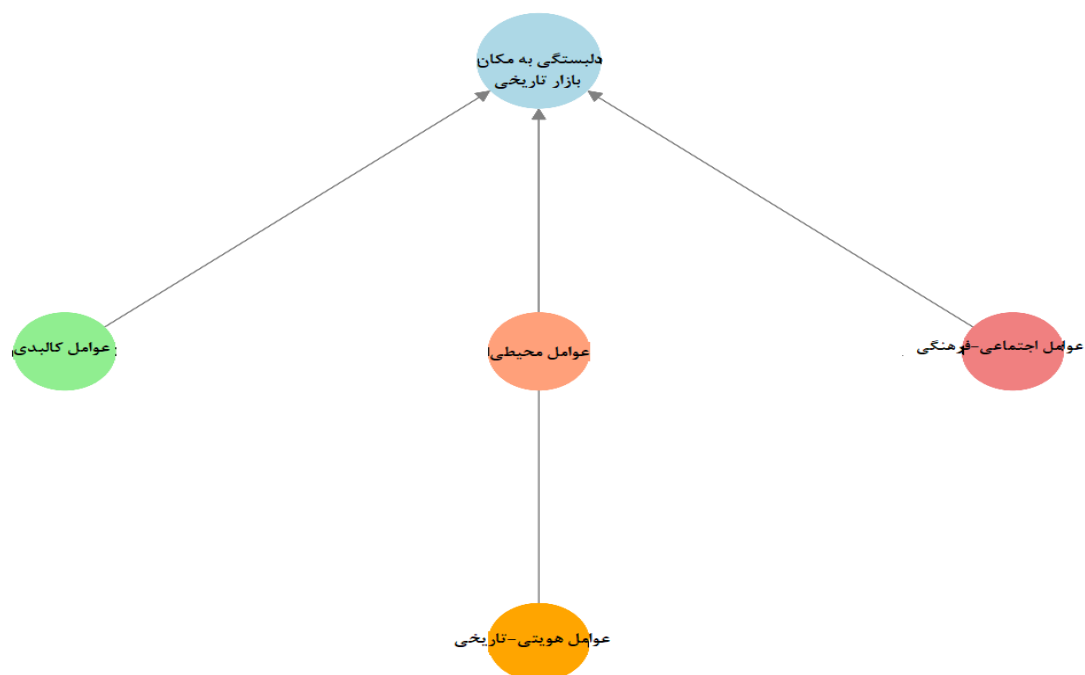 دلبستگی به مکان
بازار تاریخی
عوامل اجتماعی-فرهنگی
عوامل محیطی
عوامل کالبدی
عوامل هویتی-تاریخی